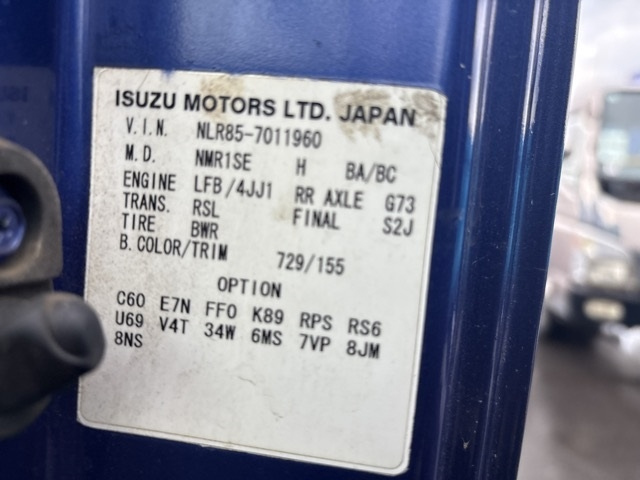 ISUZU MOTORS LTD. JAPAN
V.I.N. NLR85-7011960
M.D. NMR1SE H BA/BC
ENGINE LFB/4JJ1 RR AXLE G73
TRANS. RSL FINAL S2J
TIRE BWR
B.COLOR/TRIM 729/155
OPTION
C60 E7N FF0 K89 RPS RS6
U69 V4T 34W 6MS 7VP 8JM
8NS